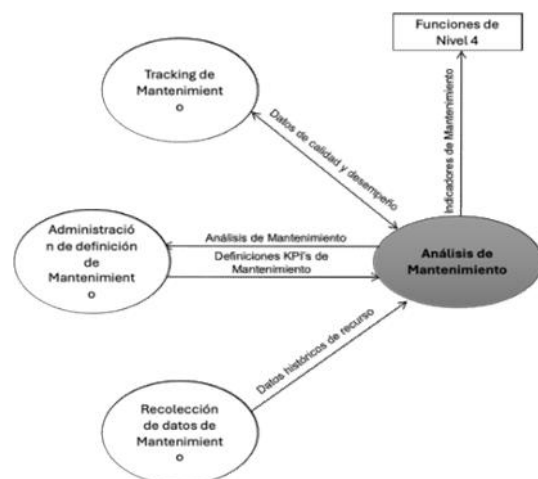 Funciones de
Nivel 4
Tracking de
Mantenimient
o
Datos de calidad y desempeño
Indicadores de Mantenimiento
Administració
n de definición
de
Mantenimient
o
Análisis de Mantenimiento
Definiciones KPI's de
Mantenimiento
Análisis de
Mantenimiento
Datos históricos de recurso
Recolección
de datos de
Mantenimient
o